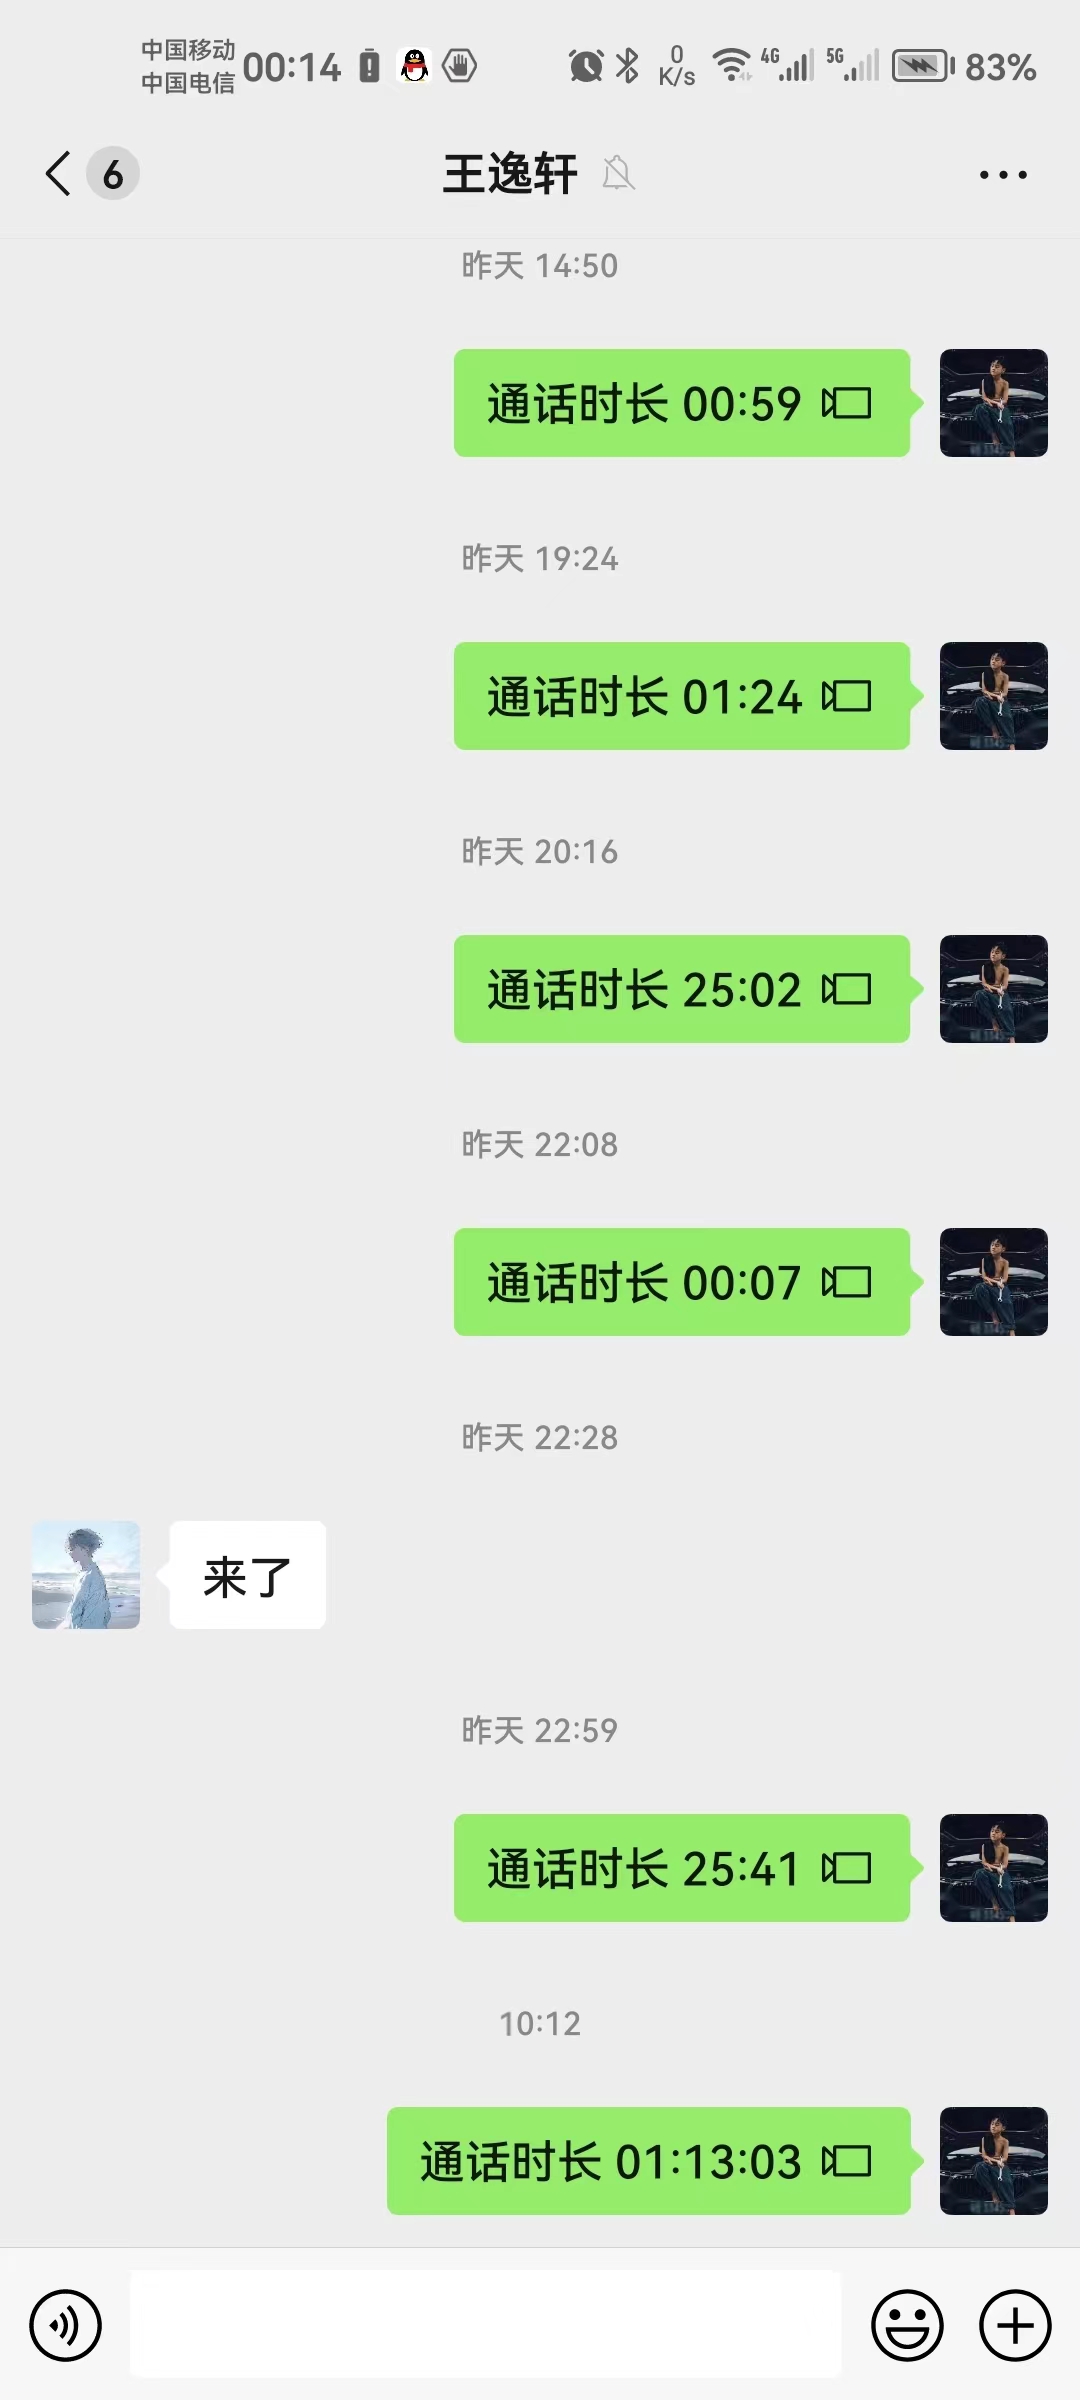 中国移动
中国电信
00:14
0
K/s
4G
5G
83%
6
王逸轩
昨天 14:50
通话时长 00:59
昨天 19:24
通话时长 01:24
昨天 20:16
通话时长 25:02
昨天 22:08
通话时长 00:07
昨天 22:28
来了
昨天 22:59
通话时长 25:41
10:12
通话时长 01:13:03